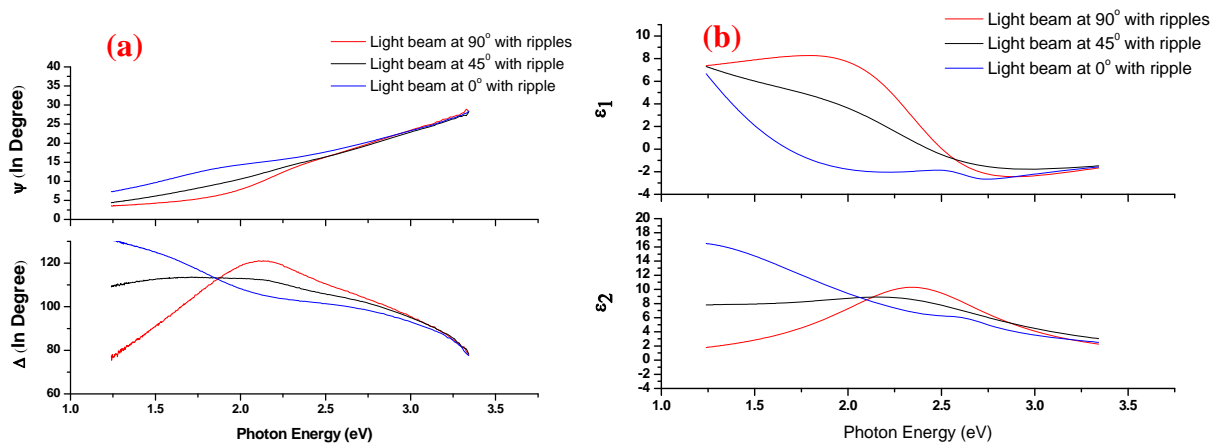 (a)
Light beam at 90° with ripples
Light beam at 45⁰ with ripple
Light beam at 0° with ripple
40
35
30
25
20
15
10
5
0
Ψ (In Degree)
120
100
80
60
Δ (In Degree)
1.0 1.5 2.0 2.5 3.0 3.5
Photon Energy (eV)
(b)
Light beam at 90° with ripples
Light beam at 45⁰ with ripple
Light beam at 0° with ripple
10
8
6
4
2
0
-2
-4
ε1
20
18
16
14
12
10
8
6
4
2
0
-2
-4
ε2
1.0 1.5 2.0 2.5 3.0 3.5
Photon Energy (eV)